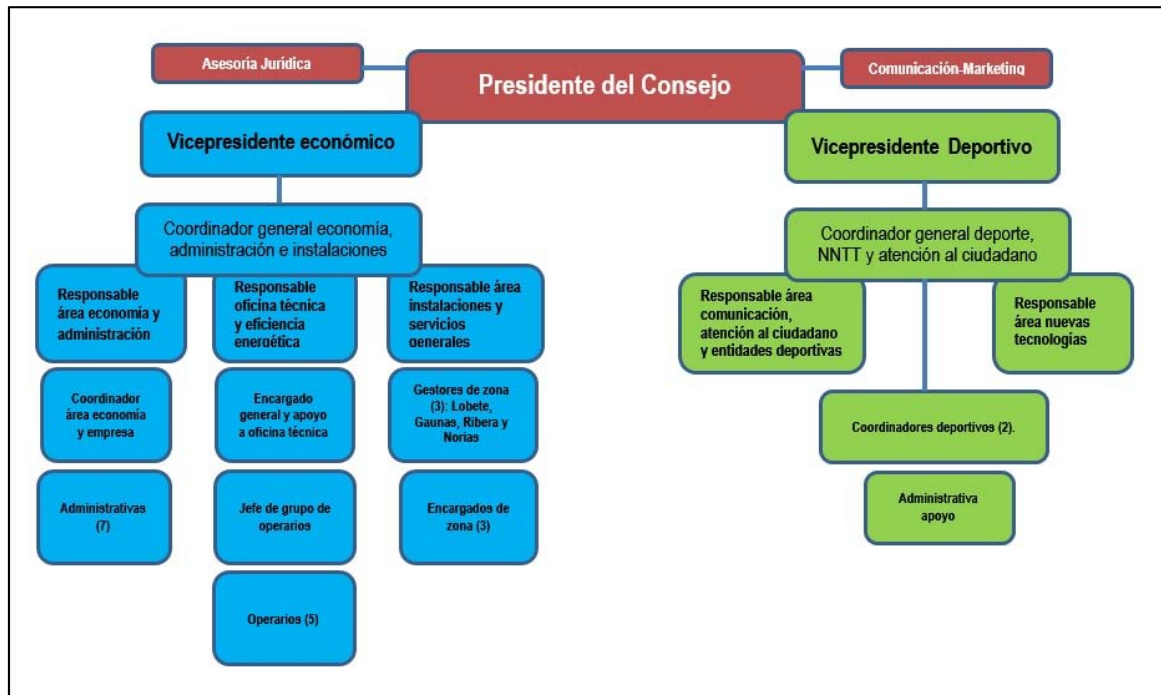 Asesoría Jurídica
Presidente del Consejo
Comunicación-Marketing
Vicepresidente económico
Vicepresidente Deportivo
Coordinador general economía,
administración e instalaciones
Coordinador general deporte,
NNTT y atención al ciudadano
Responsable
área economía y
administración
Responsable
oficina técnica
y eficiencia
energética
Responsable área
instalaciones y
servicios
generales
Responsable área
comunicación,
atención al ciudadano
y entidades deportivas
Responsable
área nuevas
tecnologías
Coordinador
área economía
y empresa
Encargado
general y apoyo
a oficina técnica
Gestores de zona
(3): Lobete,
Gaunas, Ribera y
Norias
Coordinadores deportivos (2).
Administrativas
(7)
Jefe de grupo de
operarios
Encargados de
zona (3)
Administrativa
apoyo
Operarios (5)